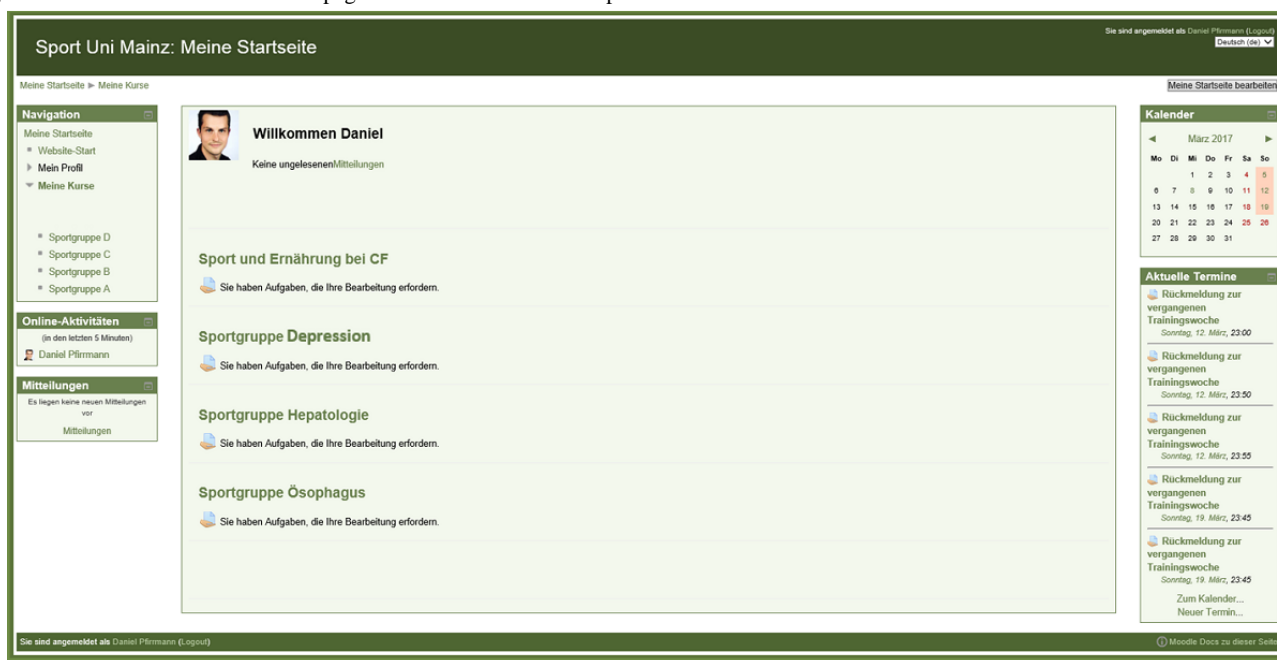 Sport Uni Mainz: Meine Startseite
Sie sind angemeldet als Daniel Pfirrmann (Logout)
Deutsch (de)
Meine Startseite ► Meine Kurse
Meine Startseite bearbeiten
Navigation
Meine Startseite
Website-Start
Mein Profil
Meine Kurse
Sportgruppe D
Sportgruppe C
Sportgruppe B
Sportgruppe A
Online-Aktivitäten
(in den letzten 5 Minuten)
Daniel Pfirrmann
Mitteilungen
Es liegen keine neuen Mitteilungen
vor
Mitteilungen
Willkommen Daniel
Keine ungelesenenMitteilungen
Sport und Ernährung bei CF
Sie haben Aufgaben, die Ihre Bearbeitung erfordern.
Sportgruppe Depression
Sie haben Aufgaben, die Ihre Bearbeitung erfordern.
Sportgruppe Hepatologie
Sie haben Aufgaben, die Ihre Bearbeitung erfordern.
Sportgruppe Ösophagus
Sie haben Aufgaben, die Ihre Bearbeitung erfordern.
Kalender
◄ März 2017 ►
Mo Di Mi Do Fr Sa So
1 2 3 4 5
6 7 8 9 10 11 12
13 14 15 16 17 18 19
20 21 22 23 24 25 26
27 28 29 30 31
Aktuelle Termine
Rückmeldung zur
vergangenen
Trainingswoche
Sonntag, 12. März, 23:00
Rückmeldung zur
vergangenen
Trainingswoche
Sonntag, 12. März, 23:50
Rückmeldung zur
vergangenen
Trainingswoche
Sonntag, 12. März, 23:55
Rückmeldung zur
vergangenen
Trainingswoche
Sonntag, 19. März, 23:45
Rückmeldung zur
vergangenen
Trainingswoche
Sonntag, 19. März, 23:45
Zum Kalender...
Neuer Termin...
Sie sind angemeldet als Daniel Pfirrmann (Logout)
Moodle Docs zu dieser Seite